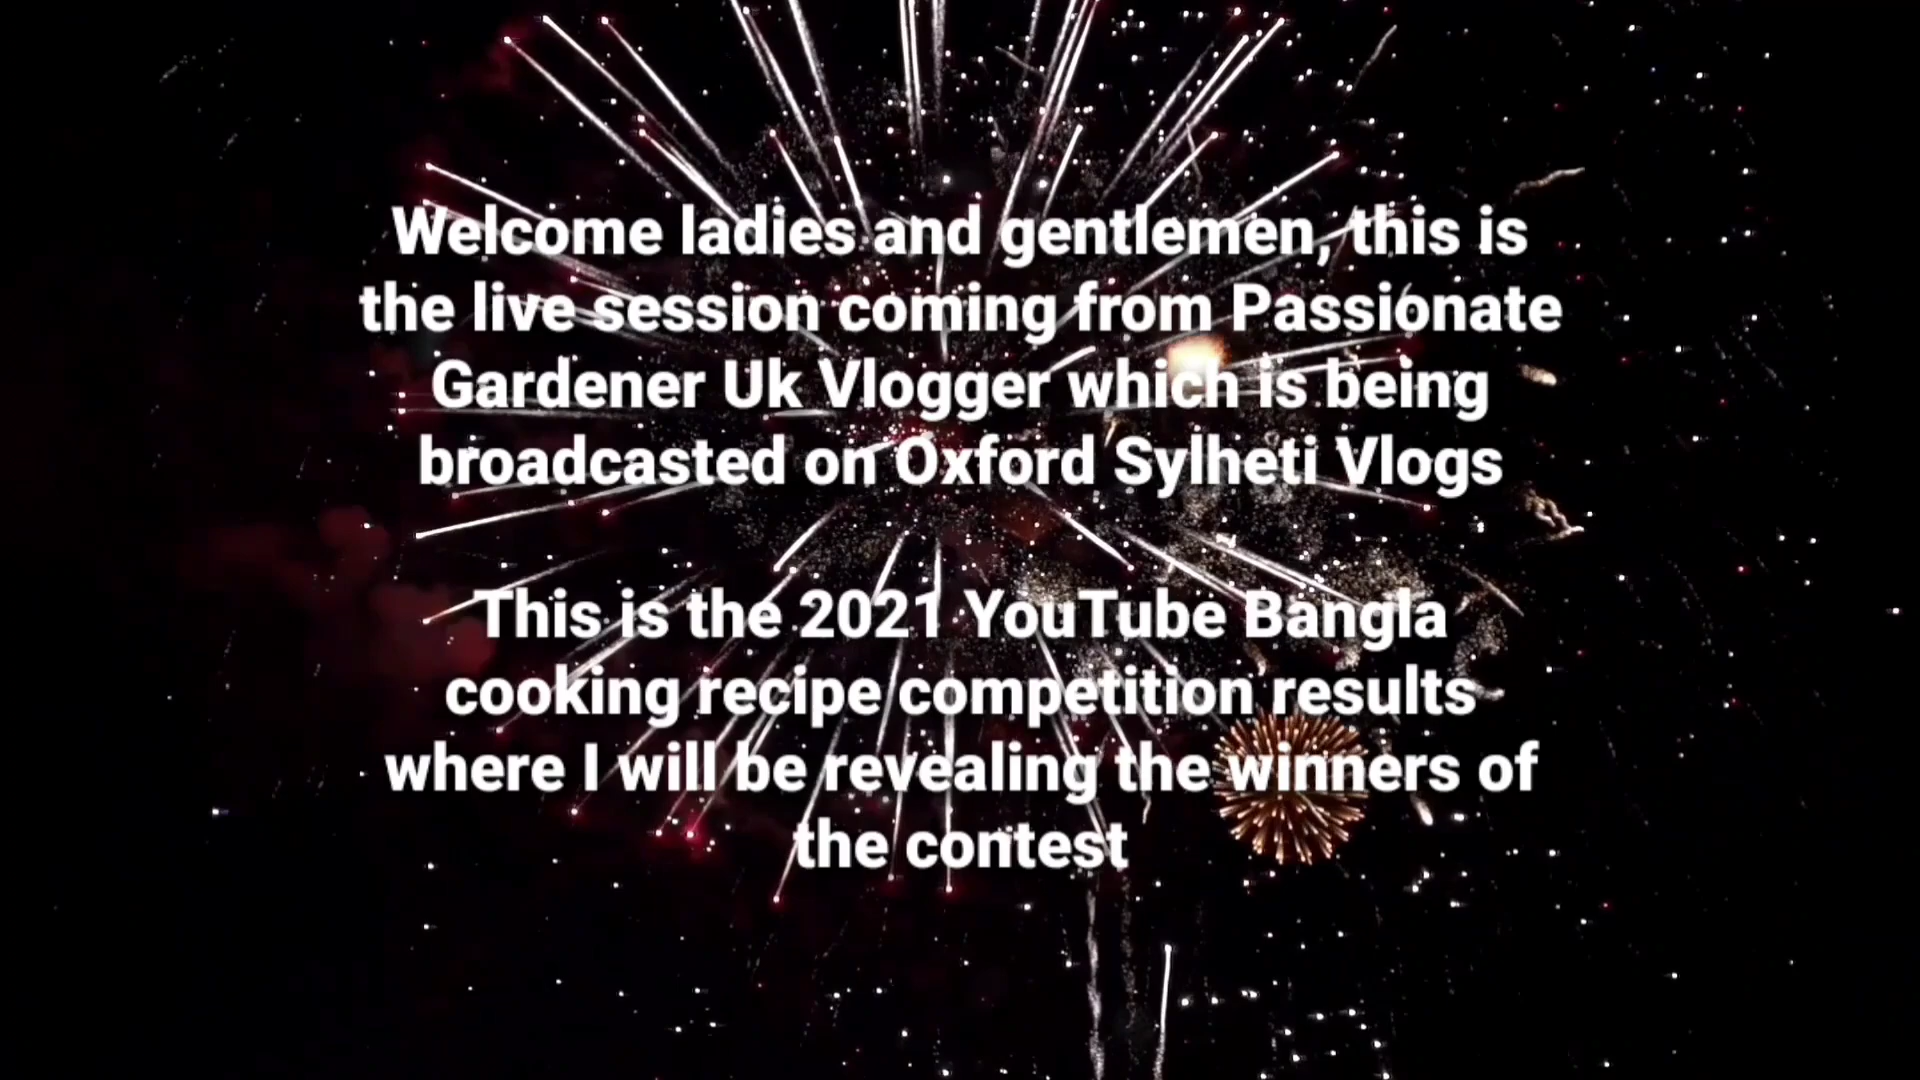 Welcome ladies and gentlemen, this is
the live session coming from Passionate
Gardener Uk Vlogger which is being
broadcasted on Oxford Sylheti Vlogs
This is the 2021 YouTube Bangla
cooking recipe competition results
where I will be revealing the winners of
the contest